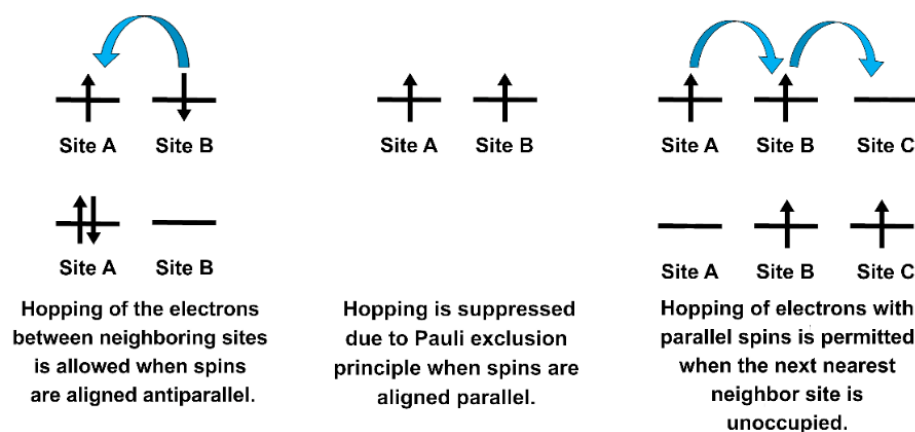 Site A Site B
Site A Site B
Hopping of the electrons
between neighboring sites
is allowed when spins
are aligned antiparallel.
Site A Site B
Hopping is suppressed
due to Pauli exclusion
principle when spins are
aligned parallel.
Site A Site B Site C
Site A Site B Site C
Hopping of electrons with
parallel spins is permitted
when the next nearest
neighbor site is
unoccupied.